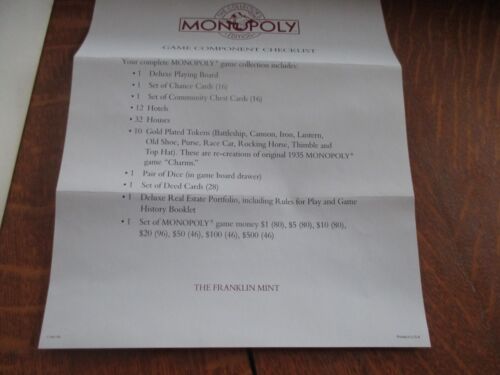 THE COLLECTOR'S
MONOPOLY®
EDITION
GAME COMPONENT CHECKLIST
Your complete MONOPOLY® game collection includes:
• 1 Deluxe Playing Board
• 1 Set of Chance Cards (16)
• 1 Set of Community Chest Cards (16)
• 12 Hotels
• 32 Houses
• 10 Gold Plated Tokens (Battleship, Cannon, Iron, Lantern,
Old Shoe, Purse, Race Car, Rocking Horse, Thimble and
Top Hat). These are re-creations of original 1935 MONOPOLY®
game "Charms."
• 1 Pair of Dice (in game board drawer)
• 1 Set of Deed Cards (28)
• 1 Deluxe Real Estate Portfolio, including Rules for Play and Game
History Booklet
• 1 Set of MONOPOLY® game money $1 (80), $5 (80), $10 (80),
$20 (96), $50 (46), $100 (46), $500 (46)
THE FRANKLIN MINT
Printed in U.S.A.